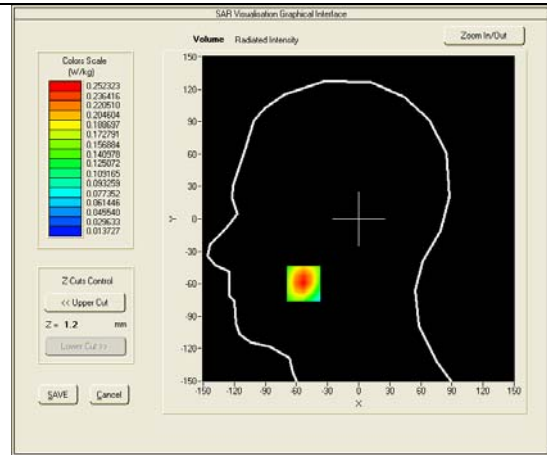 SAR Visualisation Graphical Interface
Volume Radiated Intensity
Zoom In/Out
Colors Scale
(W/kg)
0.252323
0.236416
0.220510
0.204604
0.188697
0.172791
0.156884
0.140978
0.125072
0.109165
0.093259
0.077352
0.061446
0.045540
0.029633
0.013727
Z Cuts Control
<< Upper Cut
Z = 1.2 mm
Lower Cut >>
SAVE Cancel
150
120
90
60
30
0
-30
-60
-90
-120
-150
Y
-150 -120 -90 -60 -30 0 30 60 90 120 150
X